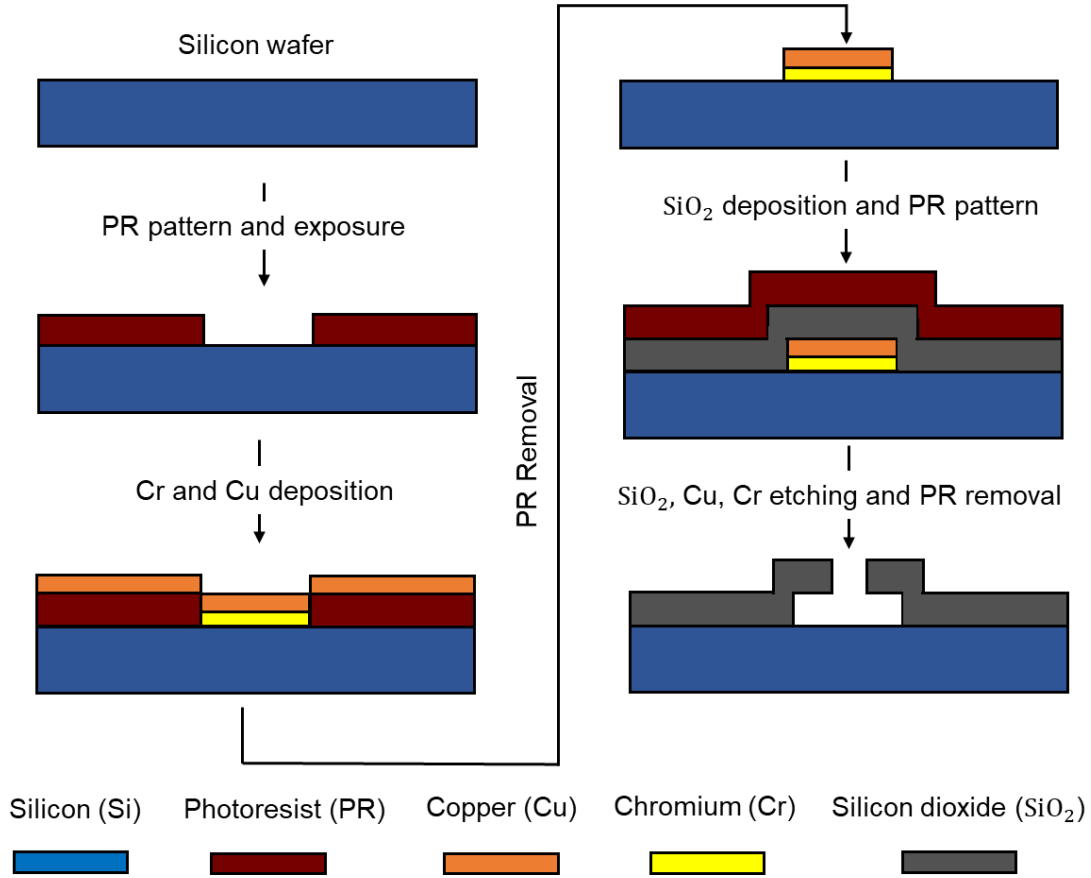 Silicon wafer
PR pattern and exposure
Cr and Cu deposition
PR Removal
SiO₂ deposition and PR pattern
SiO₂, Cu, Cr etching and PR removal
Silicon (Si)
Photoresist (PR)
Copper (Cu)
Chromium (Cr)
Silicon dioxide (SiO₂)